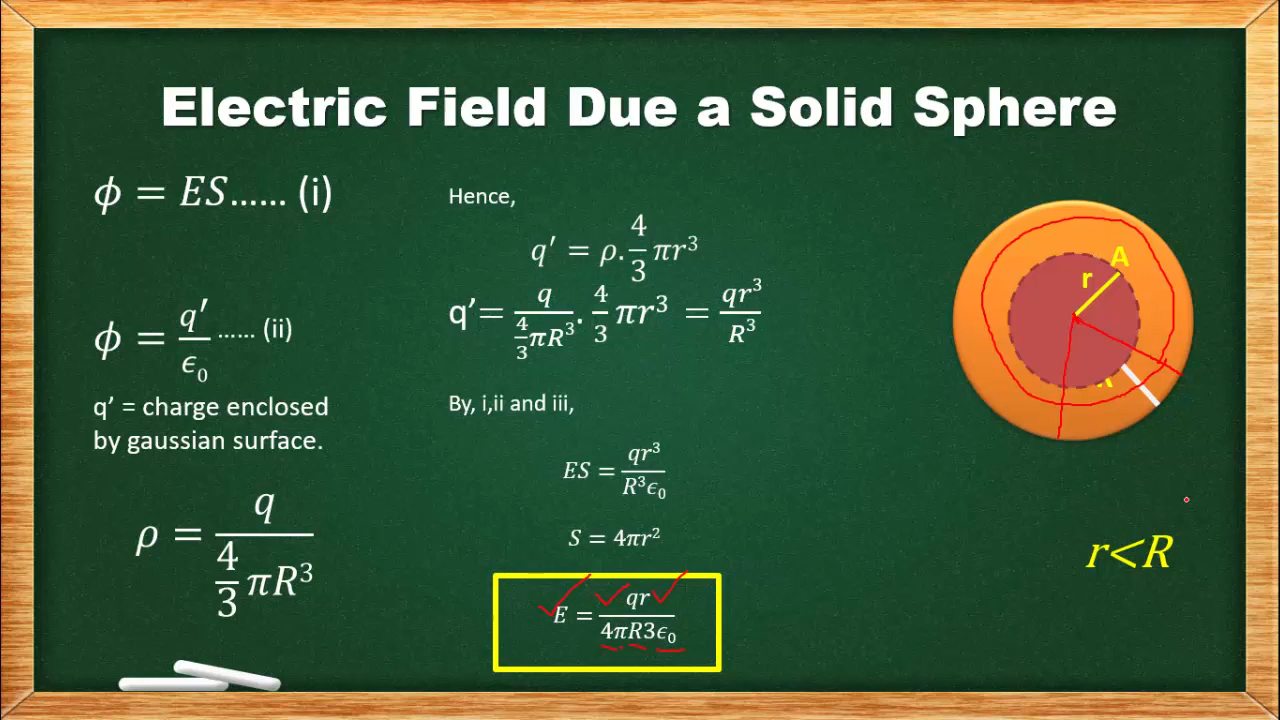 Electric Field Due a Solid Sphere
ϕ = ES...... (i)
ϕ = q′/ϵ₀ ...... (ii)
q' = charge enclosed
by gaussian surface.
ρ = q/(4/3 πR³)
Hence,
q′ = ρ. 4/3 πr³
q'= q/(4/3 πR³) . 4/3 πr³ = qr³/R³
By, i,ii and iii,
ES = qr³/R³ϵ₀
S = 4πr²
E = qr/4πR3ϵ₀
A
r
r<R